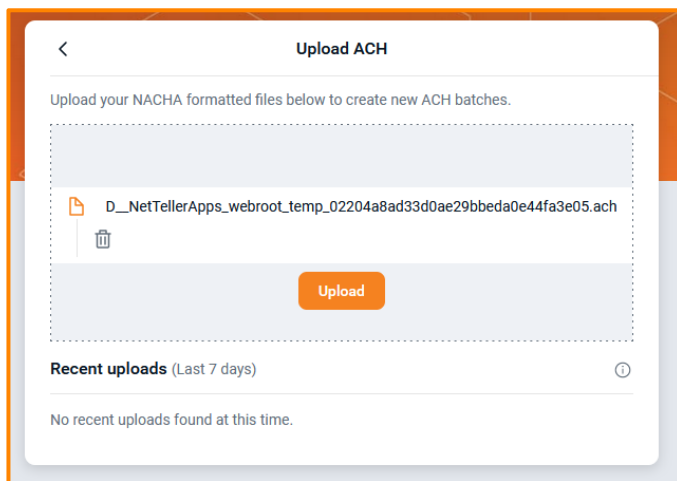 Upload ACH
Upload your NACHA formatted files below to create new ACH batches.
D__NetTellerApps_webroot_temp_02204a8ad33d0ae29bbeda0e44fa3e05.ach
Upload
Recent uploads (Last 7 days)
No recent uploads found at this time.